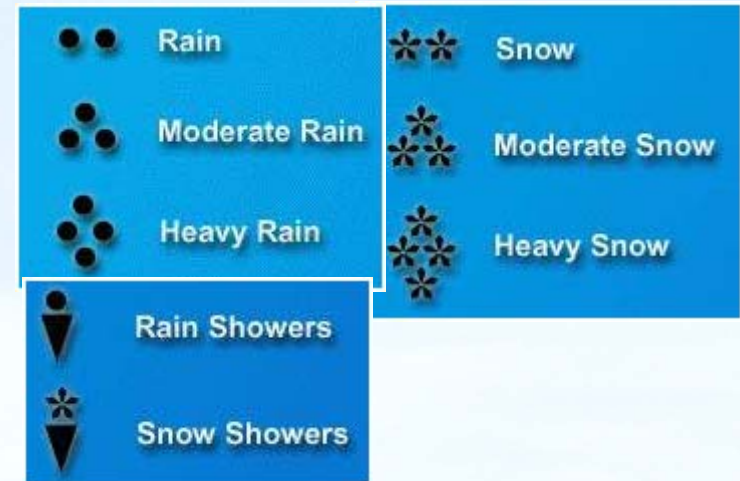 Rain
Moderate Rain
Heavy Rain
Snow
Moderate Snow
Heavy Snow
Rain Showers
Snow Showers